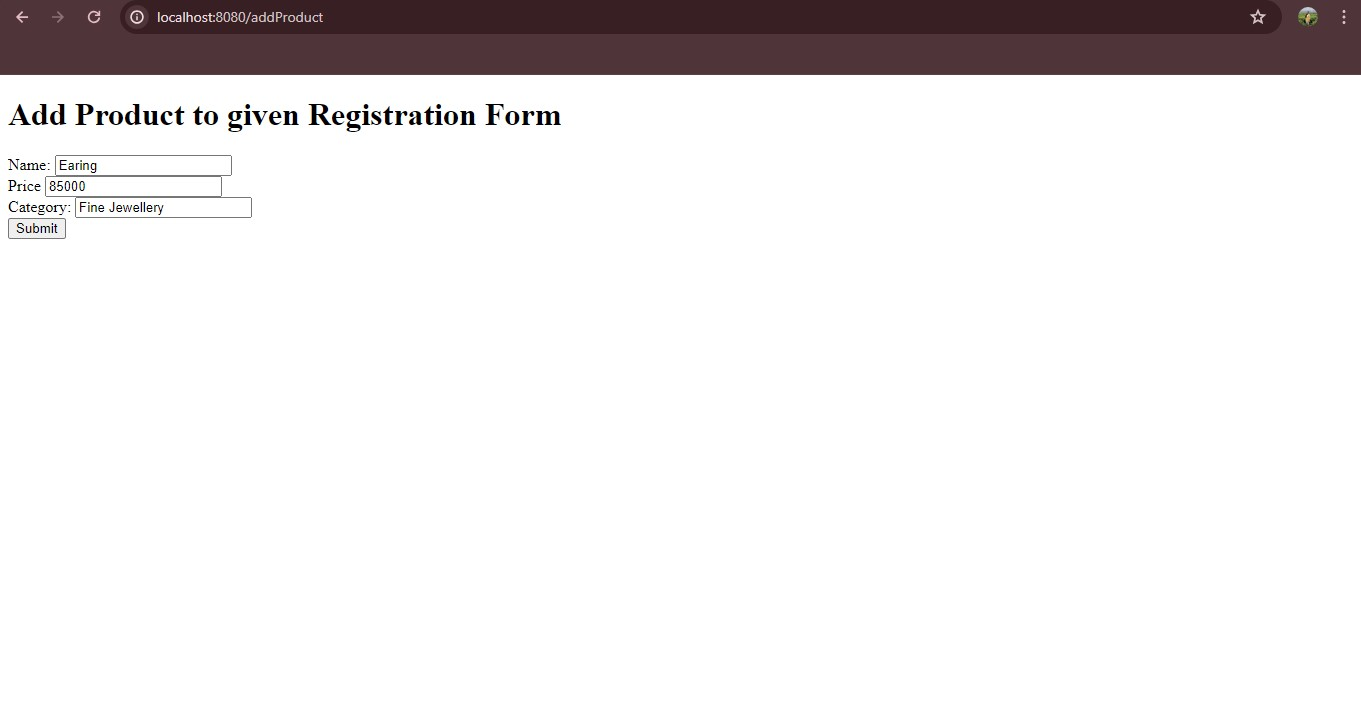 localhost:8080/addProduct
Add Product to given Registration Form
Name: Earing
Price 85000
Category: Fine Jewellery
Submit